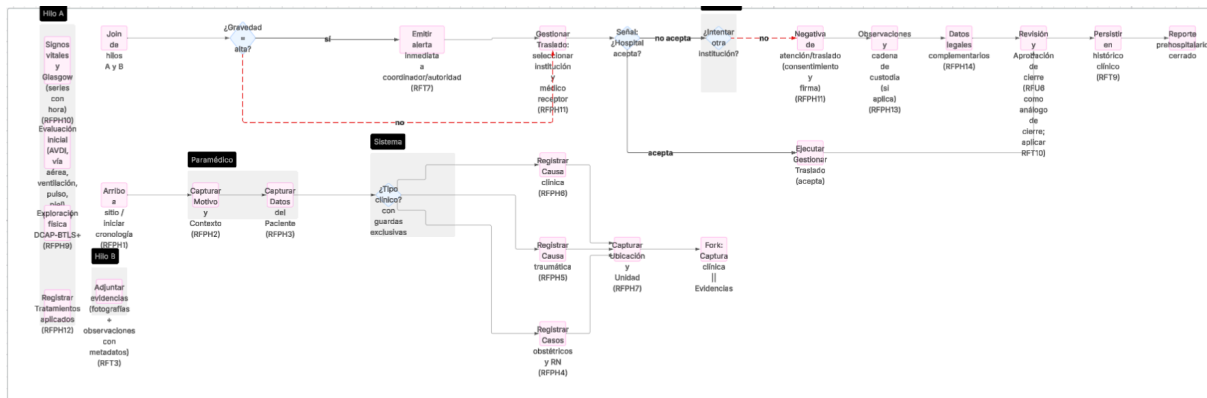 Hilo A
Signos
vitales
y
Glasgow
(series
con
hora)
(RFPH10)
Evaluación
inicial
(AVDI,
vía
aérea,
ventilación,
pulso,
piel)
Exploración
física
DCAP-BTLS+
(RFPH9)
Registrar
Tratamientos
aplicados
(RFPH12)
Join
de
hilos
A y B
¿Gravedad
=
alta?
sí
no
Emitir
alerta
inmediata
a
coordinador/autoridad
(RFT7)
Gestionar
Traslado:
seleccionar
institución
y
médico
receptor
(RFPH11)
Señal:
¿Hospital
acepta?
no acepta
acepta
¿Intentar
otra
institución?
no
Negativa
de
atención/traslado
(consentimiento
y
firma)
(RFPH11)
Observaciones
y
cadena
de
custodia
(si
aplica)
(RFPH13)
Datos
legales
complementarios
(RFPH14)
Revisión
y
Aprobación
de
cierre
(RFU6
como
análogo
de
cierre;
aplicar
RFT10)
Persistir
en
histórico
clínico
(RFT9)
Reporte
prehospitalario
cerrado
Ejecutar
Gestionar
Traslado
(acepta)
Arribo
a
sitio /
iniciar
cronología
(RFPH1)
Paramédico
Capturar
Motivo
y
Contexto
(RFPH2)
Capturar
Datos
del
Paciente
(RFPH3)
Sistema
¿Tipo
clínico?
con
guardas
exclusivas
Registrar
Causa
clínica
(RFPH6)
Registrar
Causa
traumática
(RFPH5)
Registrar
Casos
obstétricos
y RN
(RFPH4)
Capturar
Ubicación
y
Unidad
(RFPH7)
Fork:
Captura
clínica
||
Evidencias
Hilo B
Adjuntar
evidencias
(fotografías
+
observaciones
con
metadatos)
(RFT3)